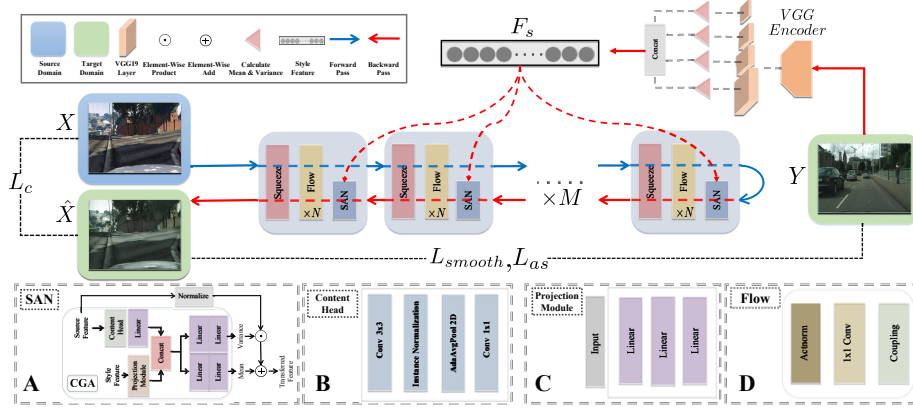 Source Domain
Target Domain
VGG19 Layer
Element-Wise Product
Element-Wise Add
Calculate Mean & Variance
Style Feature
Forward Pass
Backward Pass
F_s
Concat
VGG Encoder
X
L_c
X̂
Squeeze
Flow
×N
SAN
Squeeze
Flow
×N
SAN
×M
Squeeze
Flow
×N
SAN
Y
L_smooth,L_as
SAN
Source Feature
Normalize
Content Head
Linear
Concat
Linear
Linear
Variance
Style Feature
Projection Module
Linear
Linear
Mean
Transferred Feature
CGA
A
Content Head
Conv 3x3
Instance Normalization
AdaAvgPool 2D
Conv 1x1
B
Projection Module
Input
Linear
Linear
Linear
C
Flow
Actnorm
1x1 Conv
Coupling
D